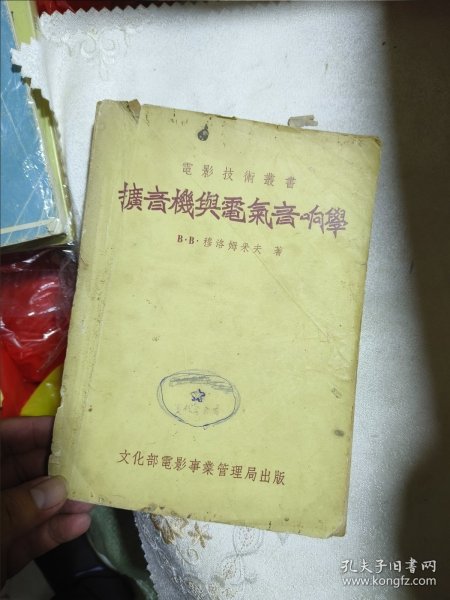 電影技術叢書
擴音機與電氣音响學
В·В·穆洛姆米夫 著
文化部電影事業管理局出版
孔夫子旧书网
www.kongfz.com